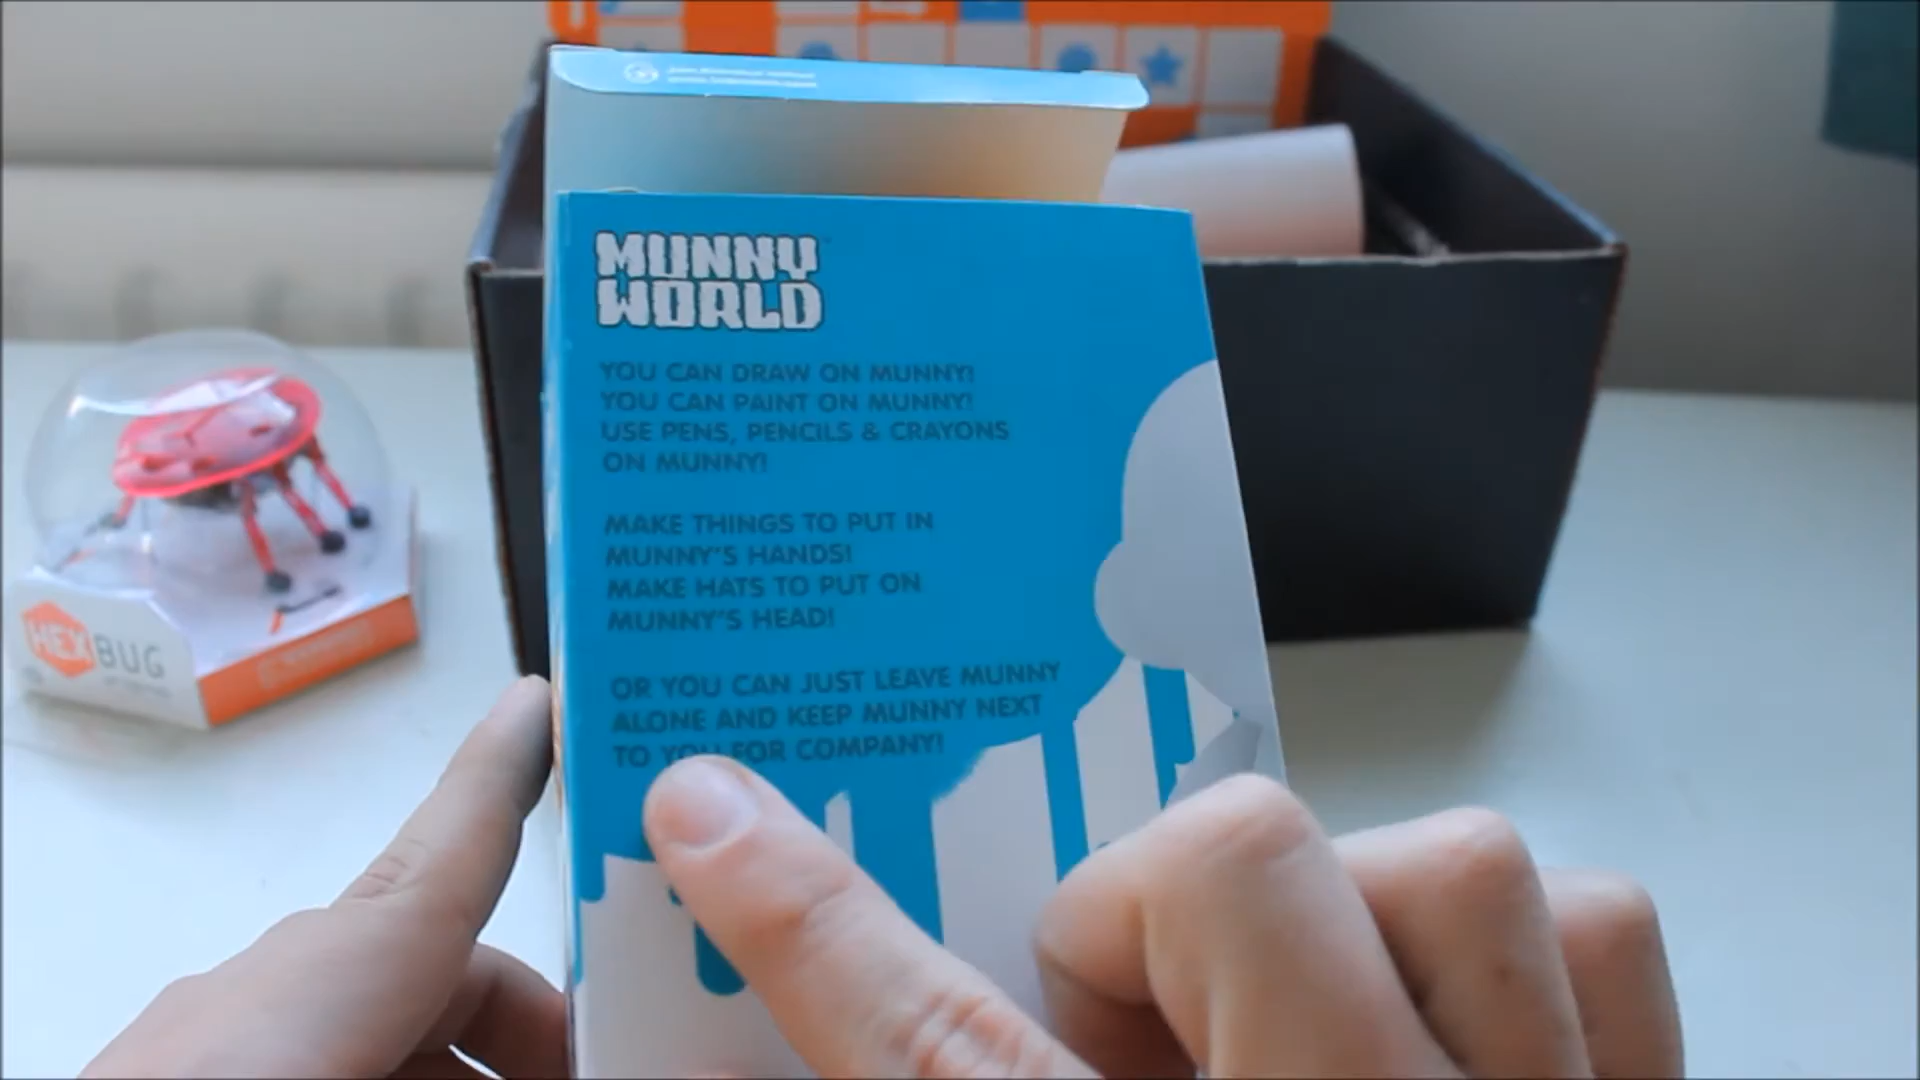 MUNNY
WORLD
YOU CAN DRAW ON MUNNY!
YOU CAN PAINT ON MUNNY!
USE PENS, PENCILS & CRAYONS
ON MUNNY!
MAKE THINGS TO PUT IN
MUNNY'S HANDS!
MAKE HATS TO PUT ON
MUNNY'S HEAD!
OR YOU CAN JUST LEAVE MUNNY
ALONE AND KEEP MUNNY NEXT
TO YOU FOR COMPANY!
HEXBUG